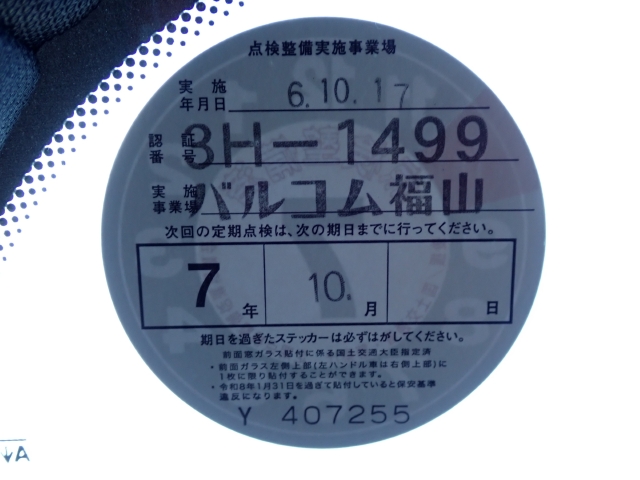 点検整備実施事業場
実施
年月日 6.10.17
認証
番号 3H-1499
実施
事業場 バルコム福山
次回の定期点検は、次の期日までに行ってください。
7年 10.月 日
期日を過ぎたステッカーは必ずはがしてください。
前面窓ガラス貼付に係る国土交通大臣指定済
・前面ガラス左側上部(左ハンドル車は右側上部)に
1枚に限り貼付することができます。
・令和8年1月31日を過ぎて貼付していると保安基準
違反になります。
Y 407255